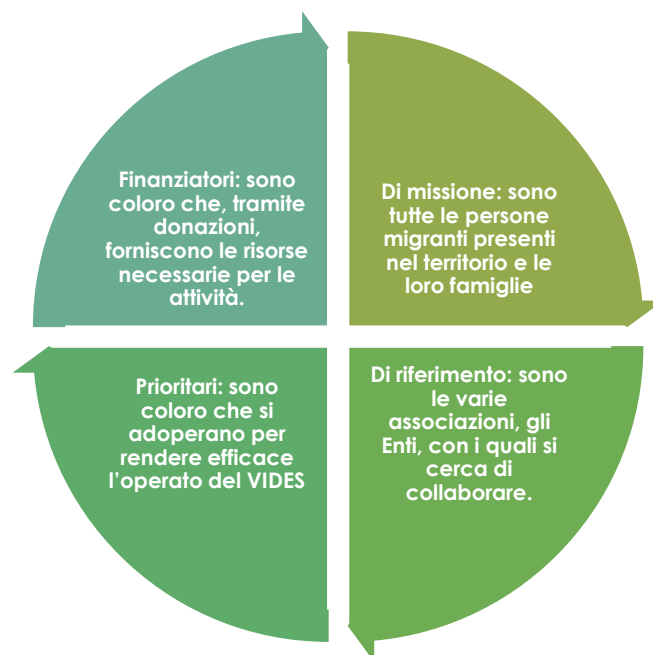 Finanziatori: sono
coloro che, tramite
donazioni,
forniscono le risorse
necessarie per le
attività.
Di missione: sono
tutte le persone
migranti presenti
nel territorio e le
loro famiglie
Prioritari: sono
coloro che si
adoperano per
rendere efficace
l'operato del VIDES
Di riferimento: sono
le varie
associazioni, gli
Enti, con i quali si
cerca di
collaborare.